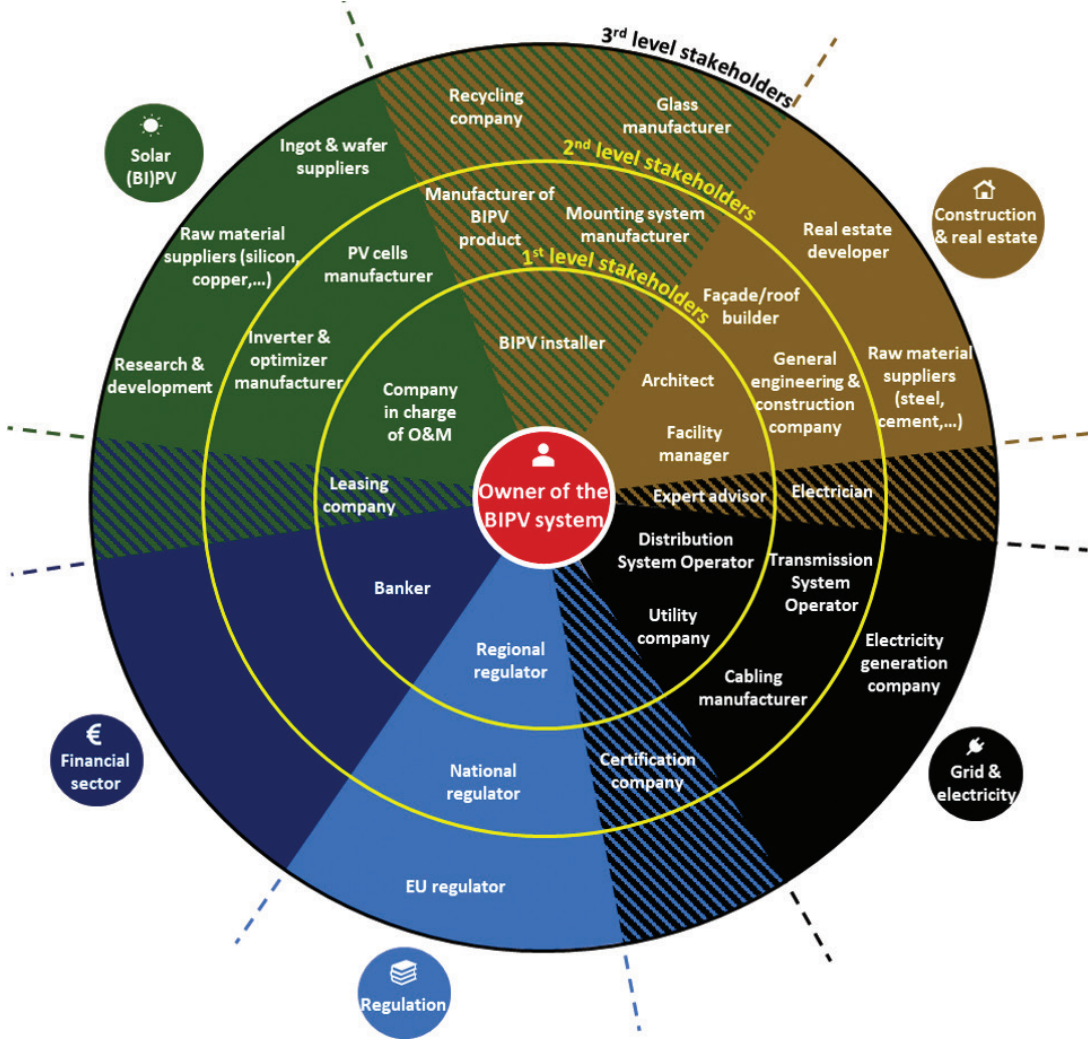 3rd level stakeholders
Recycling
company
Glass
manufacturer
Solar
(BI)PV
Ingot & wafer
suppliers
2nd level stakeholders
Manufacturer of
BIPV
product
Mounting system
manufacturer
Construction
& real estate
Raw material
suppliers (silicon,
copper,...)
PV cells
manufacturer
1st level stakeholders
Real estate
developer
Façade/roof
builder
BIPV installer
Research &
development
Inverter &
optimizer
manufacturer
Company
in charge
of O&M
Architect
General
engineering &
construction
company
Raw material
suppliers
(steel,
cement,...)
Facility
manager
Leasing
company
Owner of the
BIPV system
Expert advisor
Electrician
Banker
Distribution
System Operator
Transmission
System
Operator
Utility
company
Regional
regulator
Cabling
manufacturer
Electricity
generation
company
€
Financial
sector
National
regulator
Certification
company
Grid &
electricity
EU regulator
Regulation